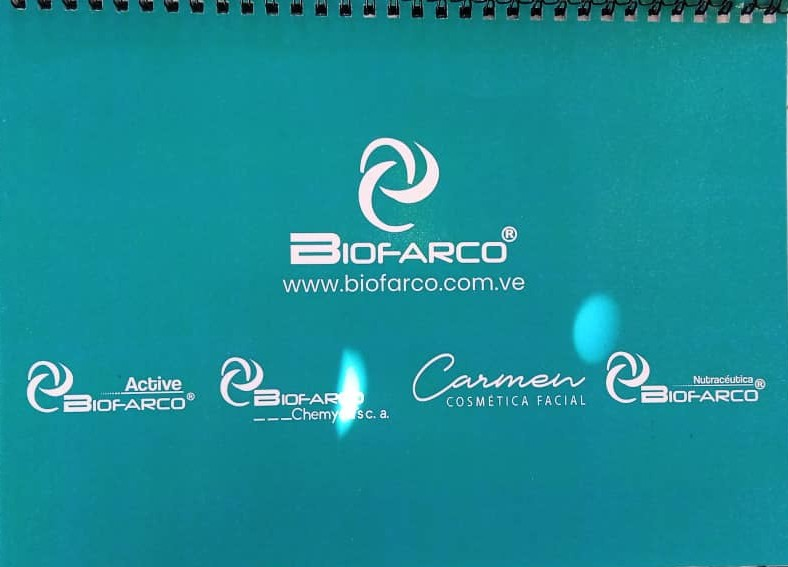 BIOFARCO®
www.biofarco.com.ve
Active
BIOFARCO®
BIOFARCO
c. a.
Carmen
COSMÉTICA FACIAL
Nutracéutica
BIOFARCO®